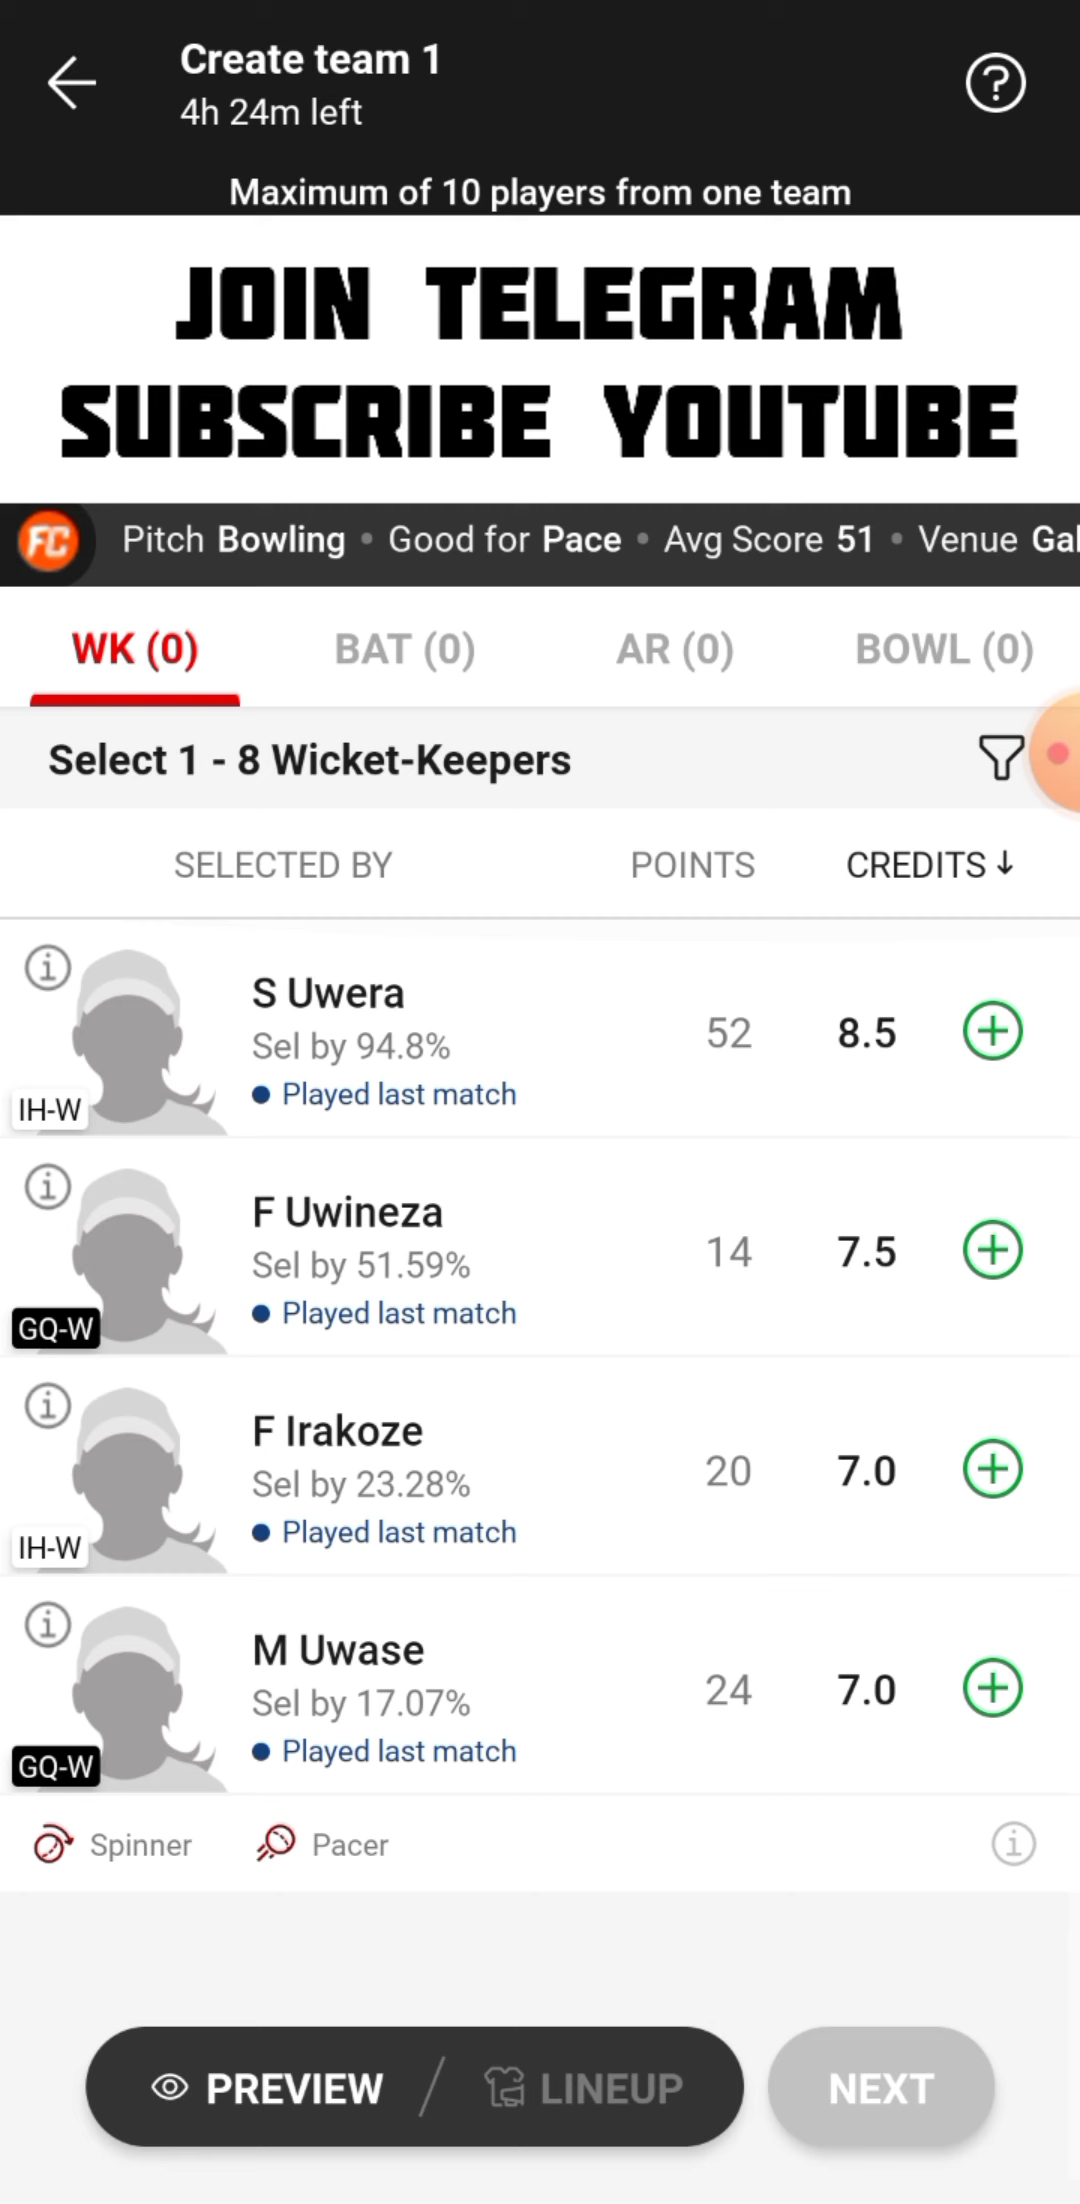 Create team 1
4h 24m left
Maximum of 10 players from one team
JOIN TELEGRAM
SUBSCRIBE YOUTUBE
FC Pitch Bowling • Good for Pace • Avg Score 51 • Venue Gal
WK (0) BAT (0) AR (0) BOWL (0)
Select 1 - 8 Wicket-Keepers
SELECTED BY POINTS CREDITS ↓
S Uwera
Sel by 94.8% 52 8.5
Played last match
IH-W
F Uwineza
Sel by 51.59% 14 7.5
Played last match
GQ-W
F Irakoze
Sel by 23.28% 20 7.0
Played last match
IH-W
M Uwase
Sel by 17.07% 24 7.0
Played last match
GQ-W
Spinner Pacer
PREVIEW / LINEUP NEXT